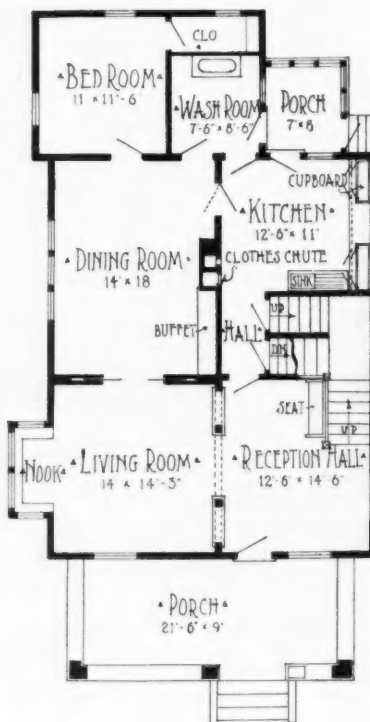 CLO
BED ROOM
11 × 11'-6"
WASH ROOM
7'-6" × 8'-6"
PORCH
7' × 8
CUPBOARD
KITCHEN
12'-6" × 11'
DINING ROOM
14' × 18
CLOTHES CHUTE
SINK
UP
BUFFET
HALL
DN
SEAT
UP
NOOK
LIVING ROOM
14' × 14'-3"
RECEPTION HALL
12'-6" × 14'-6"
PORCH
21'-6" × 9'